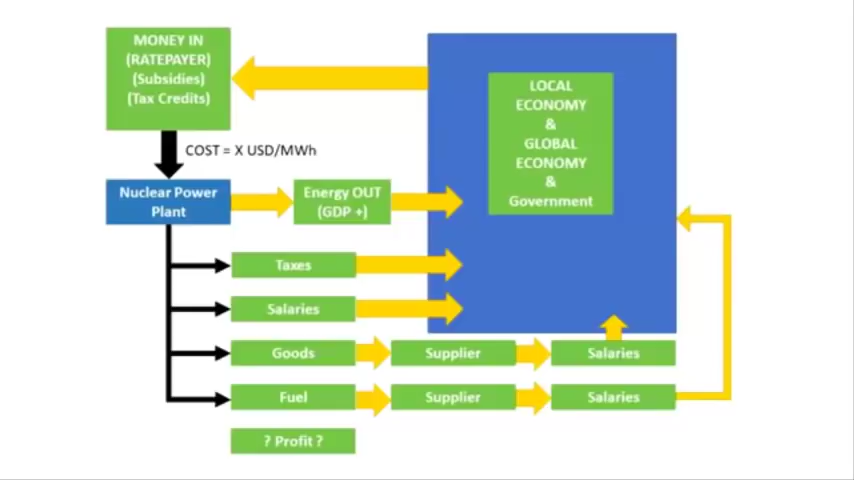 MONEY IN
(RATEPAYER)
(Subsidies)
(Tax Credits)
LOCAL
ECONOMY
&
GLOBAL
ECONOMY
&
Government
COST = X USD/MWh
Nuclear Power
Plant
Energy OUT
(GDP +)
Taxes
Salaries
Goods
Supplier
Salaries
Fuel
Supplier
Salaries
? Profit ?